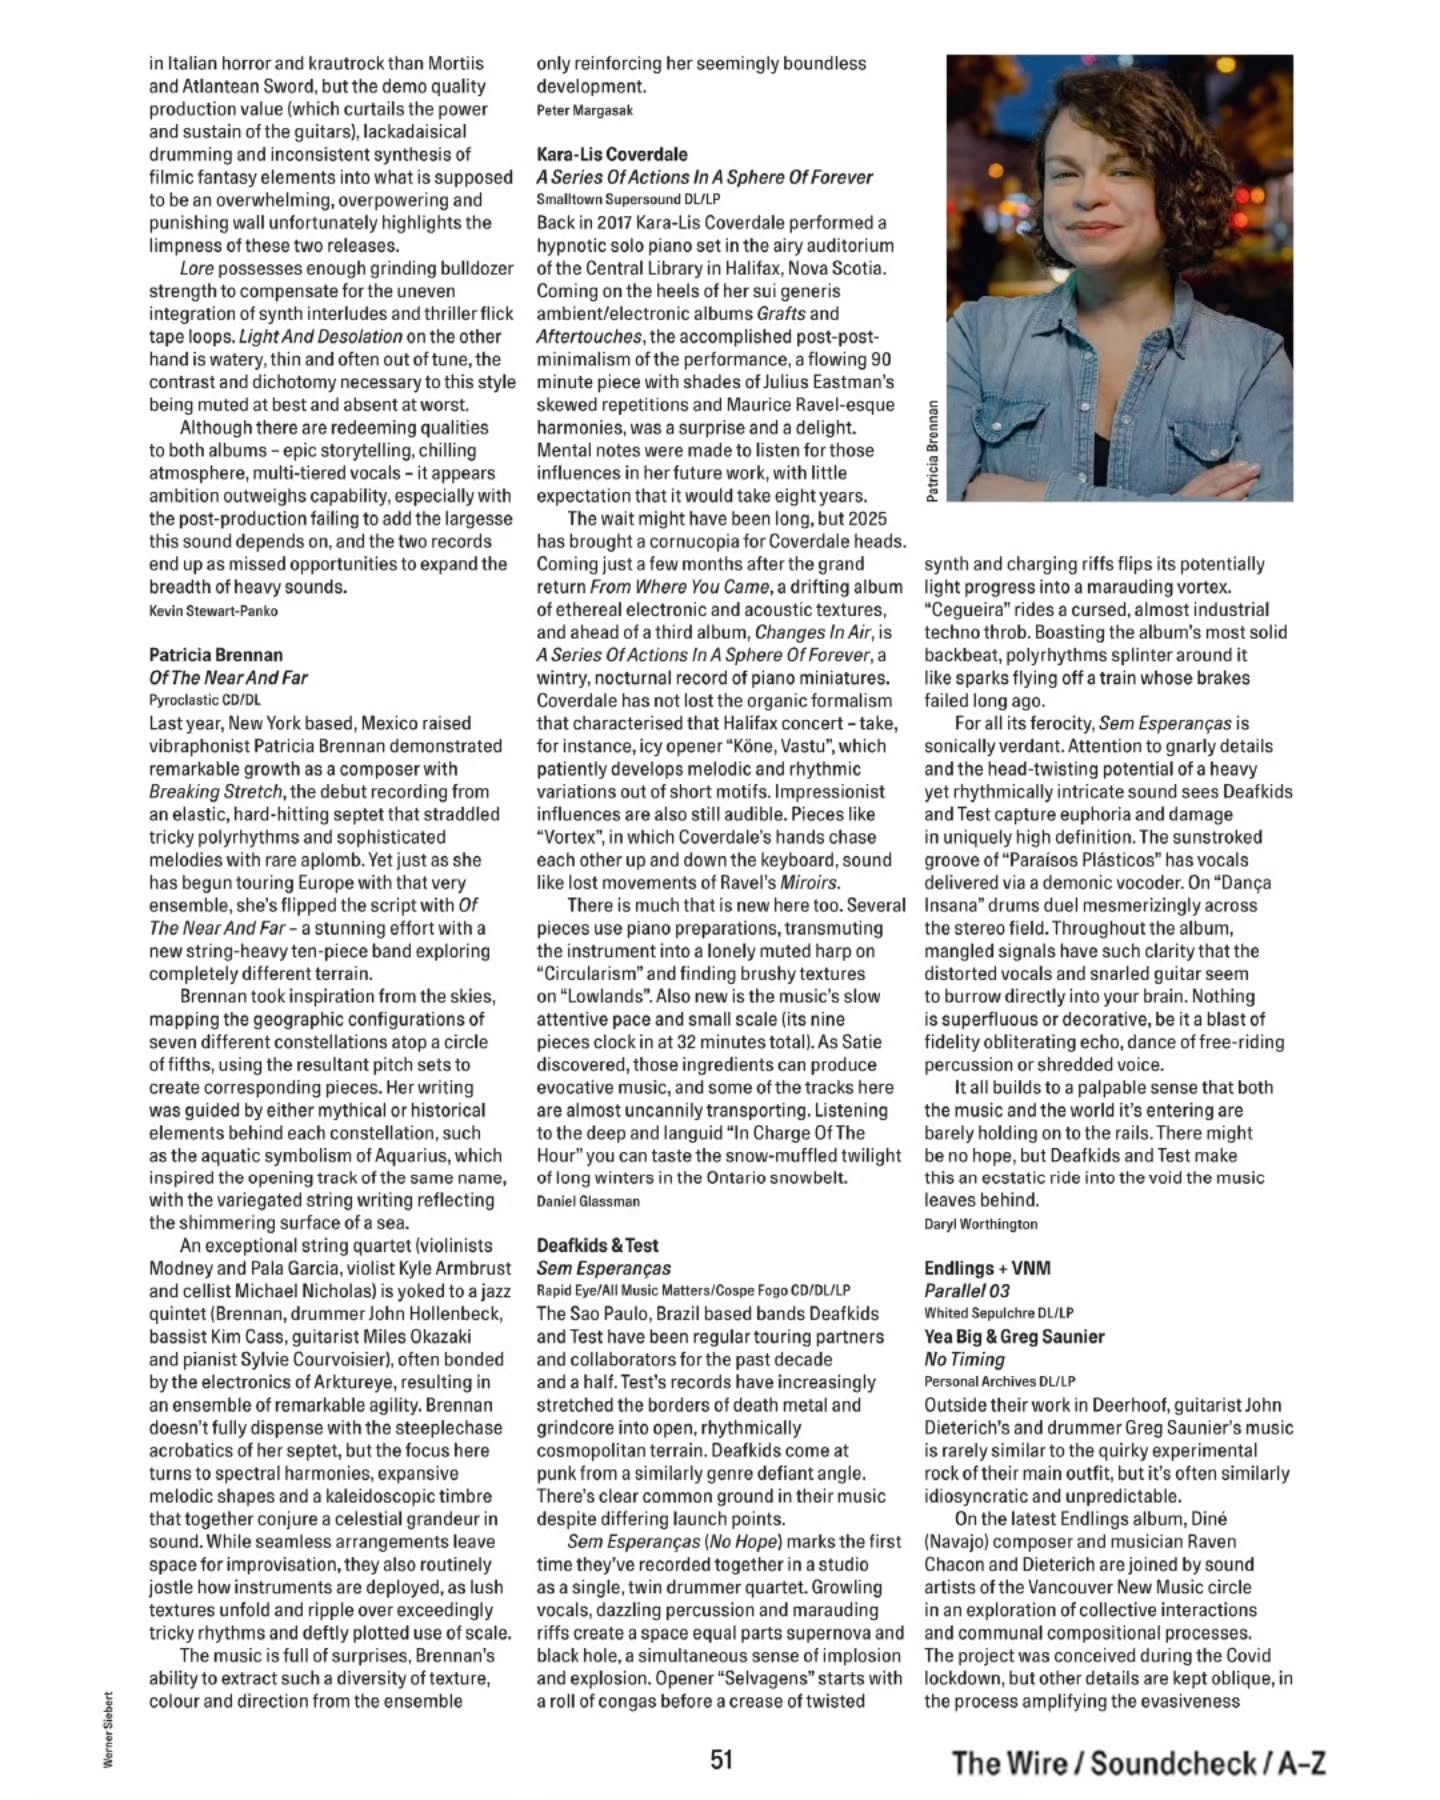 in Italian horror and krautrock than Mortiis
and Atlantean Sword, but the demo quality
production value (which curtails the power
and sustain of the guitars), lackadaisical
drumming and inconsistent synthesis of
filmic fantasy elements into what is supposed
to be an overwhelming, overpowering and
punishing wall unfortunately highlights the
limpness of these two releases.
Lore possesses enough grinding bulldozer
strength to compensate for the uneven
integration of synth interludes and thriller flick
tape loops. Light And Desolation on the other
hand is watery, thin and often out of tune, the
contrast and dichotomy necessary to this style
being muted at best and absent at worst.
Although there are redeeming qualities
to both albums – epic storytelling, chilling
atmosphere, multi-tiered vocals – it appears
ambition outweighs capability, especially with
the post-production failing to add the largesse
this sound depends on, and the two records
end up as missed opportunities to expand the
breadth of heavy sounds.
Kevin Stewart-Panko
Patricia Brennan
Of The Near And Far
Pyroclastic CD/DL
Last year, New York based, Mexico raised
vibraphonist Patricia Brennan demonstrated
remarkable growth as a composer with
Breaking Stretch, the debut recording from
an elastic, hard-hitting septet that straddled
tricky polyrhythms and sophisticated
melodies with rare aplomb. Yet just as she
has begun touring Europe with that very
ensemble, she's flipped the script with Of
The Near And Far – a stunning effort with a
new string-heavy ten-piece band exploring
completely different terrain.
Brennan took inspiration from the skies,
mapping the geographic configurations of
seven different constellations atop a circle
of fifths, using the resultant pitch sets to
create corresponding pieces. Her writing
was guided by either mythical or historical
elements behind each constellation, such
as the aquatic symbolism of Aquarius, which
inspired the opening track of the same name,
with the variegated string writing reflecting
the shimmering surface of a sea.
An exceptional string quartet (violinists
Modney and Pala Garcia, violist Kyle Armbrust
and cellist Michael Nicholas) is yoked to a jazz
quintet (Brennan, drummer John Hollenbeck,
bassist Kim Cass, guitarist Miles Okazaki
and pianist Sylvie Courvoisier), often bonded
by the electronics of Arktureye, resulting in
an ensemble of remarkable agility. Brennan
doesn't fully dispense with the steeplechase
acrobatics of her septet, but the focus here
turns to spectral harmonies, expansive
melodic shapes and a kaleidoscopic timbre
that together conjure a celestial grandeur in
sound. While seamless arrangements leave
space for improvisation, they also routinely
jostle how instruments are deployed, as lush
textures unfold and ripple over exceedingly
tricky rhythms and deftly plotted use of scale.
The music is full of surprises, Brennan's
ability to extract such a diversity of texture,
colour and direction from the ensemble
only reinforcing her seemingly boundless
development.
Peter Margasak
Kara-Lis Coverdale
A Series Of Actions In A Sphere Of Forever
Smalltown Supersound DL/LP
Back in 2017 Kara-Lis Coverdale performed a
hypnotic solo piano set in the airy auditorium
of the Central Library in Halifax, Nova Scotia.
Coming on the heels of her sui generis
ambient/electronic albums Grafts and
Aftertouches, the accomplished post-post-
minimalism of the performance, a flowing 90
minute piece with shades of Julius Eastman's
skewed repetitions and Maurice Ravel-esque
harmonies, was a surprise and a delight.
Mental notes were made to listen for those
influences in her future work, with little
expectation that it would take eight years.
The wait might have been long, but 2025
has brought a cornucopia for Coverdale heads.
Coming just a few months after the grand
return From Where You Came, a drifting album
of ethereal electronic and acoustic textures,
and ahead of a third album, Changes In Air, is
A Series Of Actions In A Sphere Of Forever, a
wintry, nocturnal record of piano miniatures.
Coverdale has not lost the organic formalism
that characterised that Halifax concert – take,
for instance, icy opener "Köne, Vastu", which
patiently develops melodic and rhythmic
variations out of short motifs. Impressionist
influences are also still audible. Pieces like
"Vortex", in which Coverdale's hands chase
each other up and down the keyboard, sound
like lost movements of Ravel's Miroirs.
There is much that is new here too. Several
pieces use piano preparations, transmuting
the instrument into a lonely muted harp on
"Circularism" and finding brushy textures
on "Lowlands". Also new is the music's slow
attentive pace and small scale (its nine
pieces clock in at 32 minutes total). As Satie
discovered, those ingredients can produce
evocative music, and some of the tracks here
are almost uncannily transporting. Listening
to the deep and languid "In Charge Of The
Hour" you can taste the snow-muffled twilight
of long winters in the Ontario snowbelt.
Daniel Glassman
Deafkids & Test
Sem Esperanças
Rapid Eye/All Music Matters/Cospe Fogo CD/DL/LP
The Sao Paulo, Brazil based bands Deafkids
and Test have been regular touring partners
and collaborators for the past decade
and a half. Test's records have increasingly
stretched the borders of death metal and
grindcore into open, rhythmically
cosmopolitan terrain. Deafkids come at
punk from a similarly genre defiant angle.
There's clear common ground in their music
despite differing launch points.
Sem Esperanças (No Hope) marks the first
time they've recorded together in a studio
as a single, twin drummer quartet. Growling
vocals, dazzling percussion and marauding
riffs create a space equal parts supernova and
black hole, a simultaneous sense of implosion
and explosion. Opener "Selvagens" starts with
a roll of congas before a crease of twisted
Patricia Brennan
synth and charging riffs flips its potentially
light progress into a marauding vortex.
"Cegueira" rides a cursed, almost industrial
techno throb. Boasting the album's most solid
backbeat, polyrhythms splinter around it
like sparks flying off a train whose brakes
failed long ago.
For all its ferocity, Sem Esperanças is
sonically verdant. Attention to gnarly details
and the head-twisting potential of a heavy
yet rhythmically intricate sound sees Deafkids
and Test capture euphoria and damage
in uniquely high definition. The sunstroked
groove of "Paraísos Plásticos" has vocals
delivered via a demonic vocoder. On "Dança
Insana" drums duel mesmerizingly across
the stereo field. Throughout the album,
mangled signals have such clarity that the
distorted vocals and snarled guitar seem
to burrow directly into your brain. Nothing
is superfluous or decorative, be it a blast of
fidelity obliterating echo, dance of free-riding
percussion or shredded voice.
It all builds to a palpable sense that both
the music and the world it's entering are
barely holding on to the rails. There might
be no hope, but Deafkids and Test make
this an ecstatic ride into the void the music
leaves behind.
Daryl Worthington
Endlings + VNM
Parallel 03
Whited Sepulchre DL/LP
Yea Big & Greg Saunier
No Timing
Personal Archives DL/LP
Outside their work in Deerhoof, guitarist John
Dieterich's and drummer Greg Saunier's music
is rarely similar to the quirky experimental
rock of their main outfit, but it's often similarly
idiosyncratic and unpredictable.
On the latest Endlings album, Diné
(Navajo) composer and musician Raven
Chacon and Dieterich are joined by sound
artists of the Vancouver New Music circle
in an exploration of collective interactions
and communal compositional processes.
The project was conceived during the Covid
lockdown, but other details are kept oblique, in
the process amplifying the evasiveness
Werner Siebert
51
The Wire / Soundcheck / A–Z